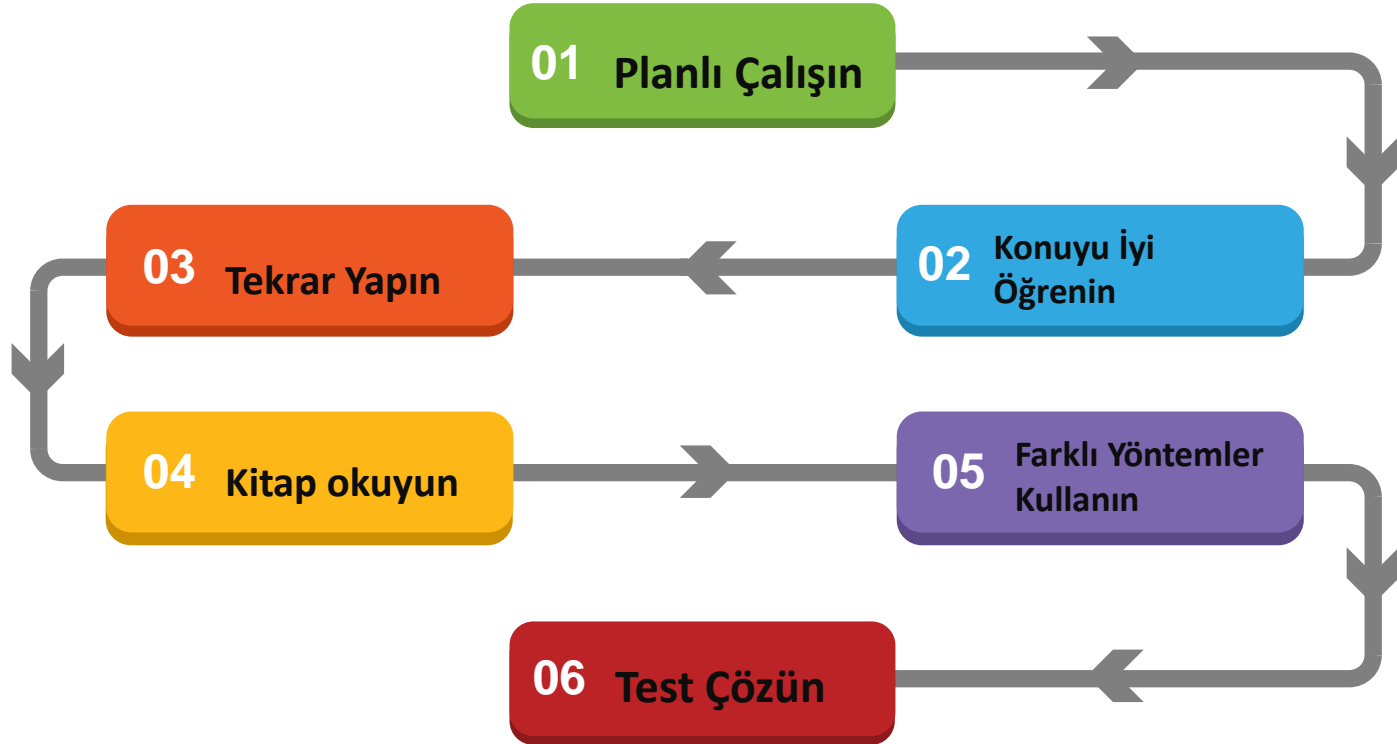 01 Planlı Çalışın
02 Konuyu İyi
Öğrenin
03 Tekrar Yapın
04 Kitap okuyun
05 Farklı Yöntemler
Kullanın
06 Test Çözün